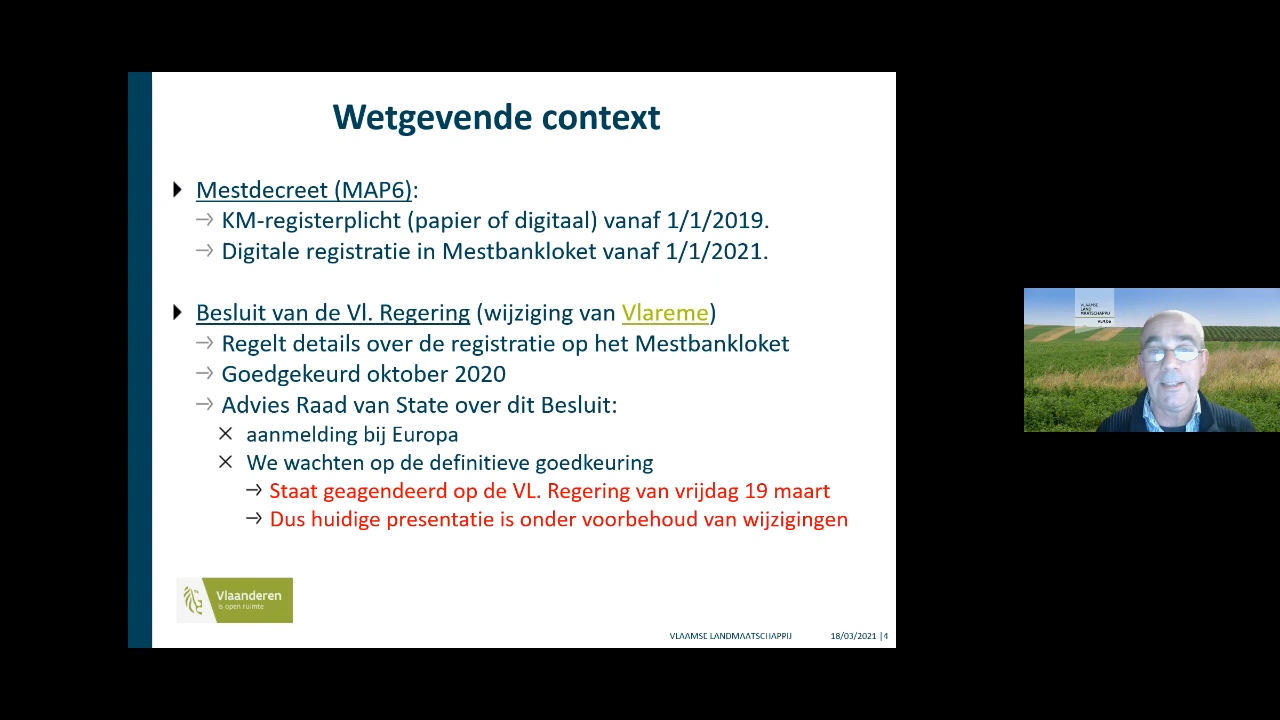 Wetgevende context
Mestdecreet (MAP6):
KM-registerplicht (papier of digitaal) vanaf 1/1/2019.
Digitale registratie in Mestbankloket vanaf 1/1/2021.
Besluit van de Vl. Regering (wijziging van Vlareme)
Regelt details over de registratie op het Mestbankloket
Goedgekeurd oktober 2020
Advies Raad van State over dit Besluit:
aanmelding bij Europa
We wachten op de definitieve goedkeuring
Staat geagendeerd op de VL. Regering van vrijdag 19 maart
Dus huidige presentatie is onder voorbehoud van wijzigingen
Vlaanderen
is open ruimte
VLAAMSE LANDMAATSCHAPPIJ 18/03/2021 | 4
VLAAMSE
LAND
MAATSCHAPPIJ